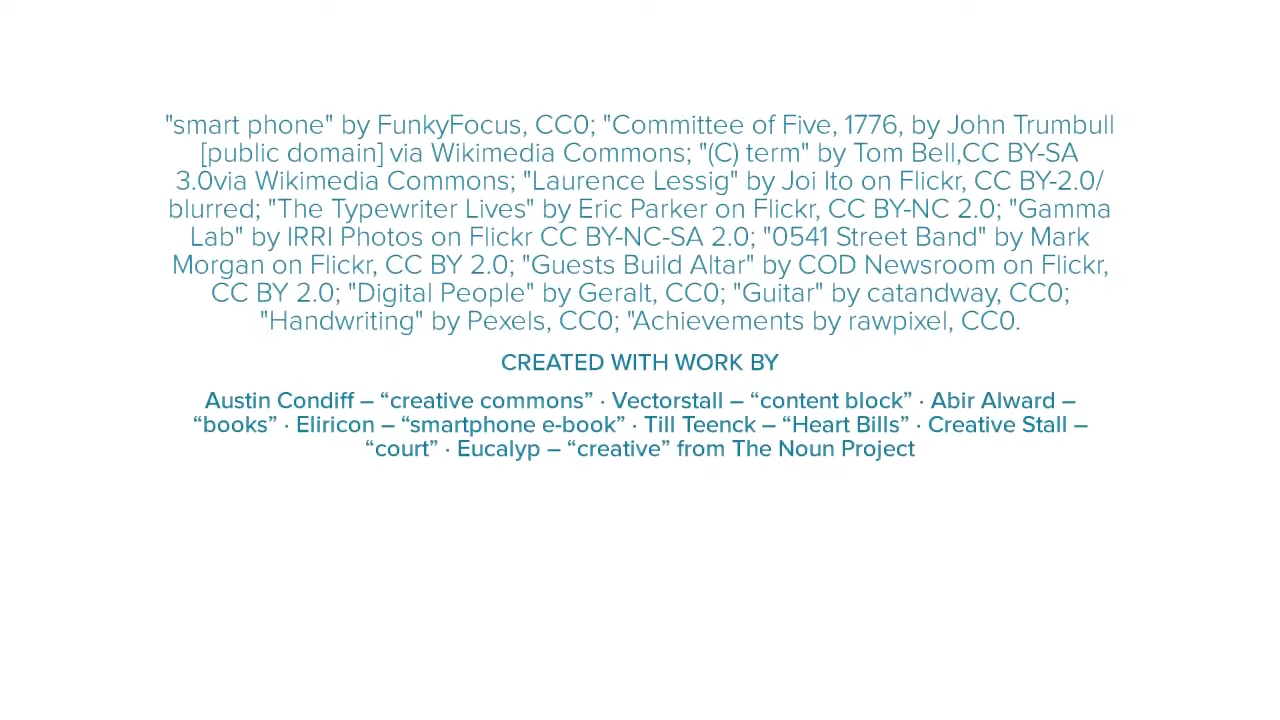 "smart phone" by FunkyFocus, CC0; "Committee of Five, 1776, by John Trumbull
[public domain] via Wikimedia Commons; "(C) term" by Tom Bell,CC BY-SA
3.0via Wikimedia Commons; "Laurence Lessig" by Joi Ito on Flickr, CC BY-2.0/
blurred; "The Typewriter Lives" by Eric Parker on Flickr, CC BY-NC 2.0; "Gamma
Lab" by IRRI Photos on Flickr CC BY-NC-SA 2.0; "0541 Street Band" by Mark
Morgan on Flickr, CC BY 2.0; "Guests Build Altar" by COD Newsroom on Flickr,
CC BY 2.0; "Digital People" by Geralt, CC0; "Guitar" by catandway, CC0;
"Handwriting" by Pexels, CC0; "Achievements by rawpixel, CC0.
CREATED WITH WORK BY
Austin Condiff – “creative commons” · Vectorstall – “content block” · Abir Alward –
“books” · Eliricon – “smartphone e-book” · Till Teenck – “Heart Bills” · Creative Stall –
“court” · Eucalyp – “creative” from The Noun Project